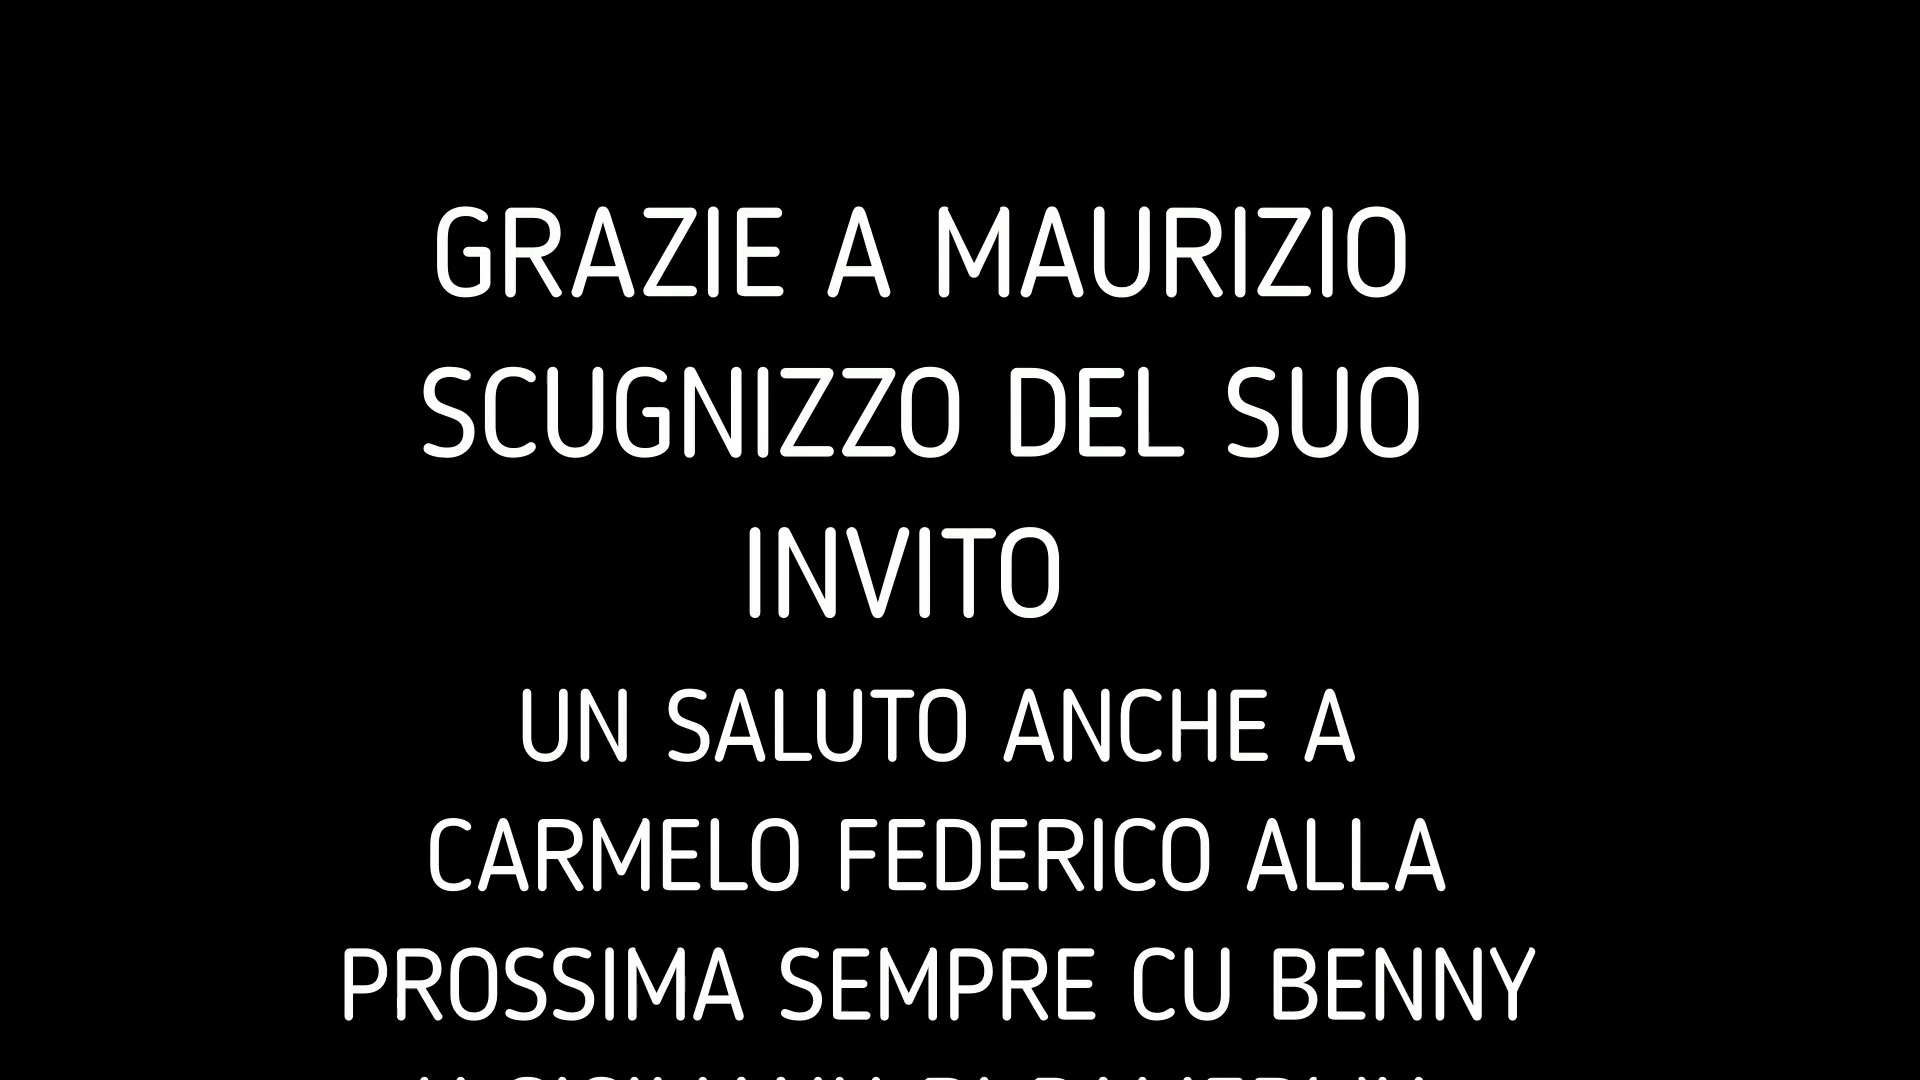 GRAZIE A MAURIZIO
SCUGNIZZO DEL SUO
INVITO
UN SALUTO ANCHE A
CARMELO FEDERICO ALLA
PROSSIMA SEMPRE CU BENNY